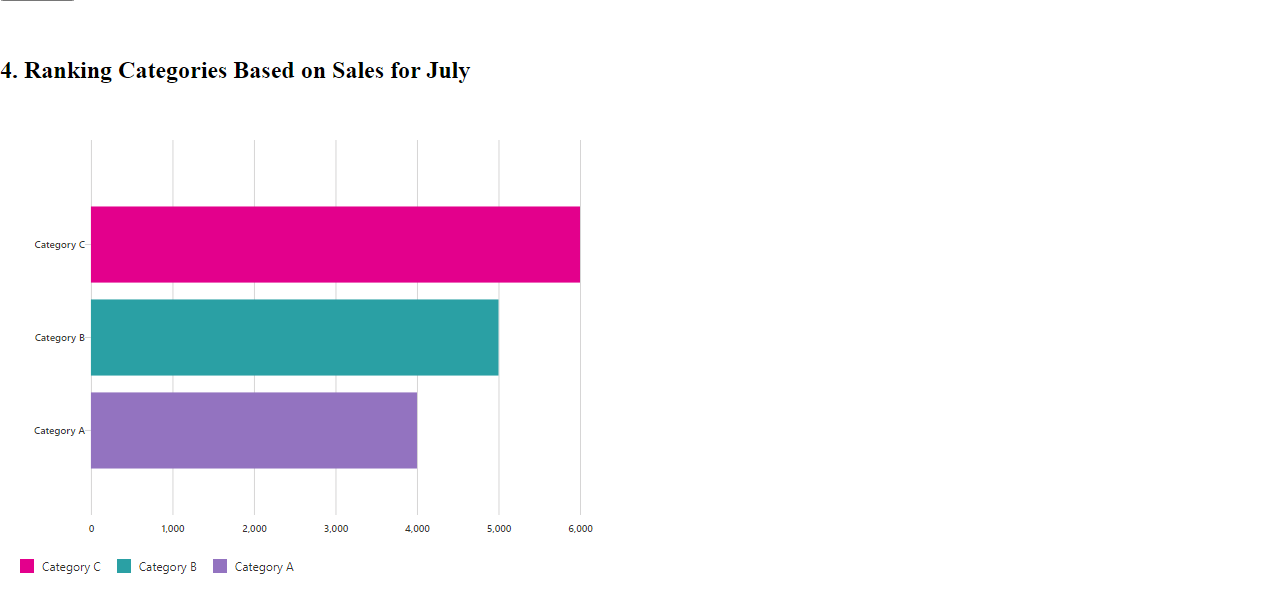 4. Ranking Categories Based on Sales for July
Category C
Category B
Category A
0 1,000 2,000 3,000 4,000 5,000 6,000
Category C Category B Category A